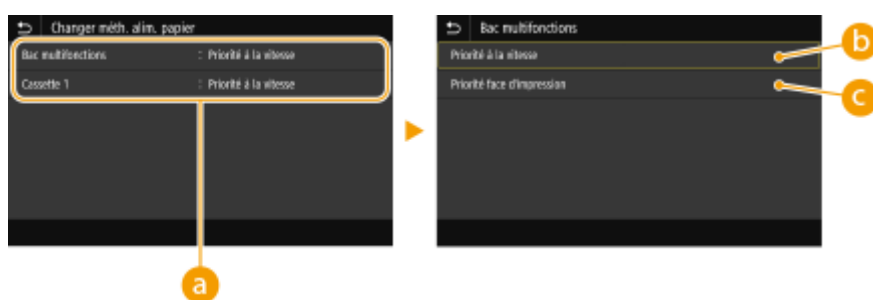 Changer méth. alim. papier
Bac multifonctions : Priorité à la vitesse
Cassette 1 : Priorité à la vitesse
a
Bac multifonctions
Priorité à la vitesse
b
Priorité face d'impression
c